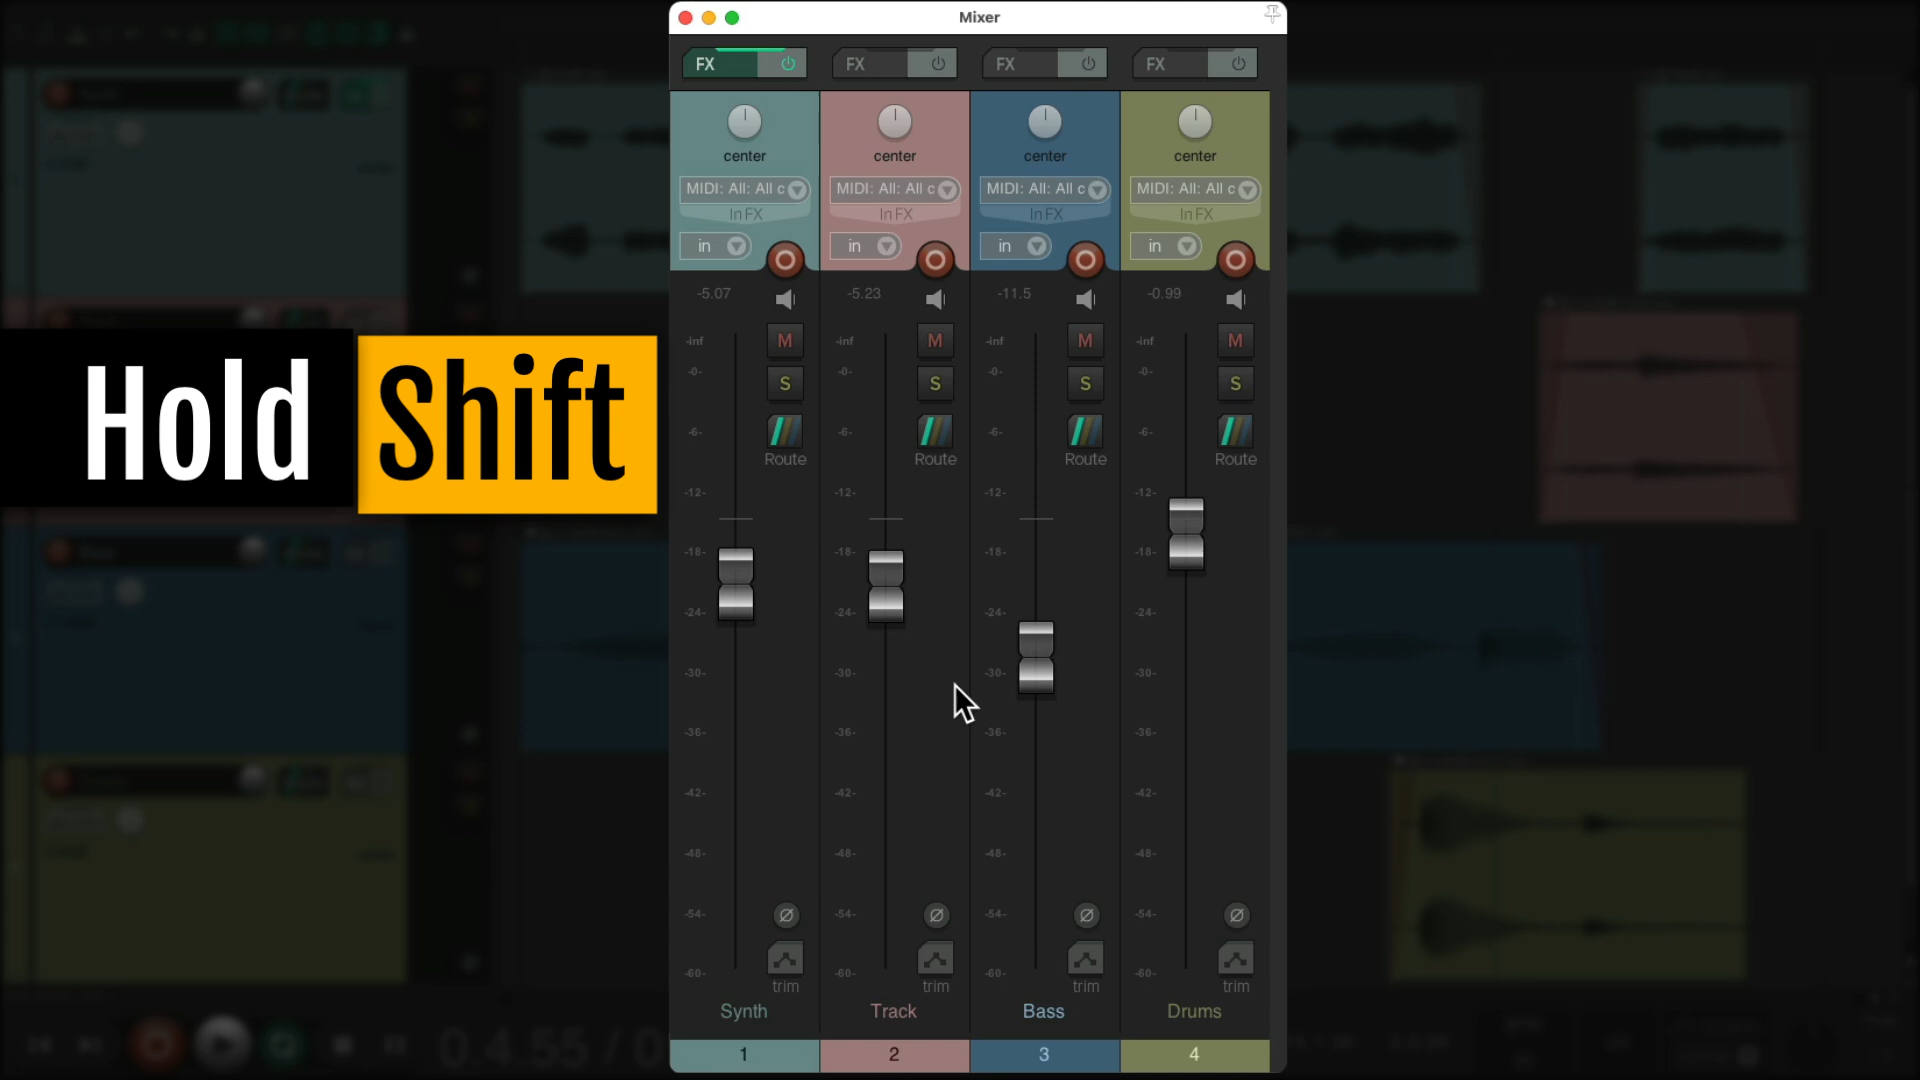 Mixer
FX FX FX FX
center center center center
MIDI: All: All c MIDI: All: All c MIDI: All: All c MIDI: All: All c
In FX In FX In FX In FX
in in in in
-5.07 -5.23 -11.5 -0.99
-inf M -inf M -inf M -inf M
-0- S -0- S -0- S -0- S
Hold Shift
-6- -6- -6- -6-
Route Route Route Route
-12- -12- -12- -12-
-18- -18- -18- -18-
-24- -24- -24- -24-
-30- -30- -30- -30-
-36- -36- -36- -36-
-42- -42- -42- -42-
-48- -48- -48- -48-
-54- Ø -54- Ø -54- Ø -54- Ø
-60- -60- -60- -60-
trim trim trim trim
Synth Track Bass Drums
0:4.55 / 0
1 2 3 4